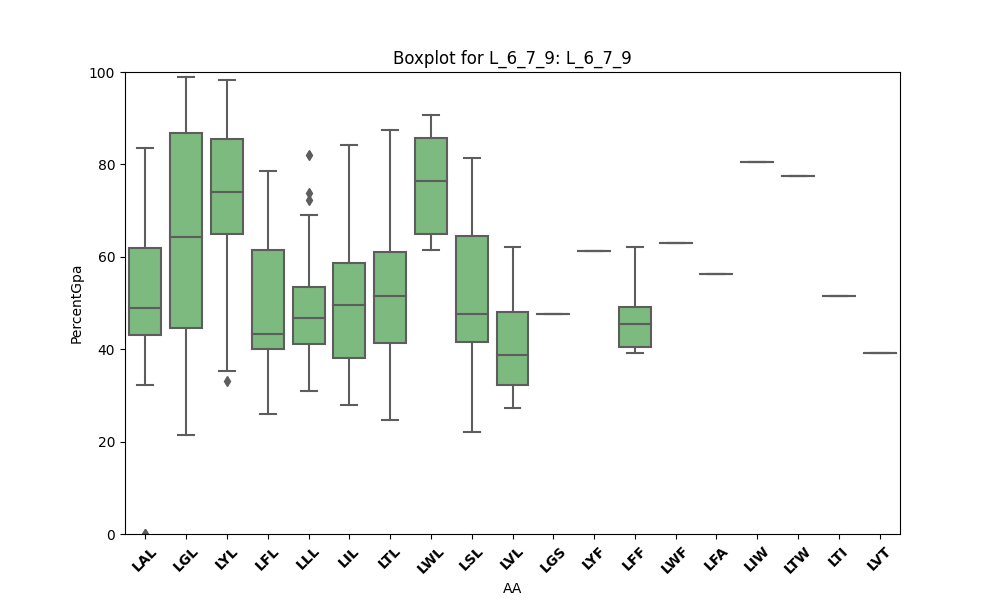 Boxplot for L_6_7_9: L_6_7_9
100
80
60
40
20
0
PercentGpa
LAL LGL LYL LFL LLL LIL LTL LWL LSL LVL LGS LYF LFF LWF LFA LIW LTW LTI LVT
AA